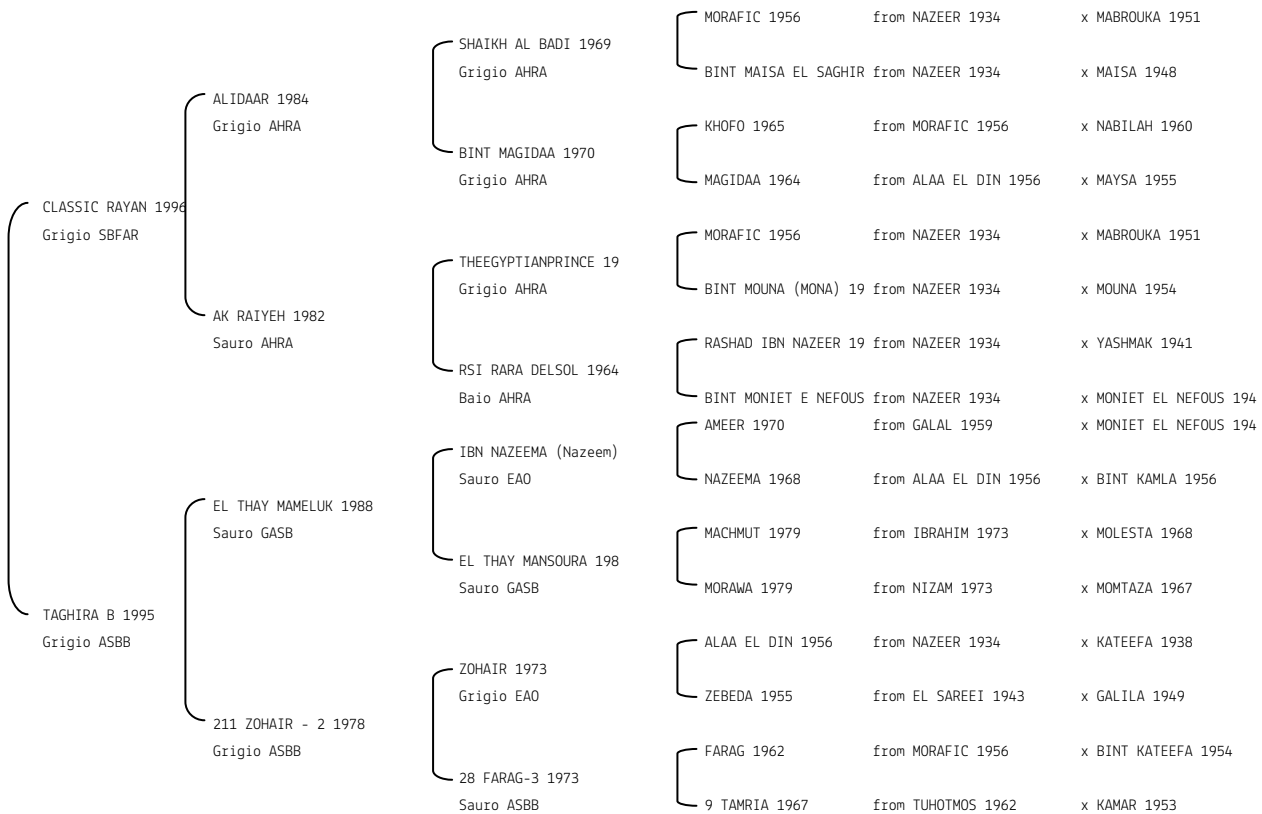 MORAFIC 1956 from NAZEER 1934 x MABROUKA 1951
SHAIKH AL BADI 1969
Grigio AHRA BINT MAISA EL SAGHIR from NAZEER 1934 x MAISA 1948
ALIDAAR 1984
Grigio AHRA KHOFO 1965 from MORAFIC 1956 x NABILAH 1960
BINT MAGIDAA 1970
Grigio AHRA MAGIDAA 1964 from ALAA EL DIN 1956 x MAYSA 1955
CLASSIC RAYAN 1996
Grigio SBFAR MORAFIC 1956 from NAZEER 1934 x MABROUKA 1951
THEEGYPTIANPRINCE 19
Grigio AHRA BINT MOUNA (MONA) 19 from NAZEER 1934 x MOUNA 1954
AK RAIYEH 1982
Sauro AHRA RASHAD IBN NAZEER 19 from NAZEER 1934 x YASHMAK 1941
RSI RARA DELSOL 1964
Baio AHRA BINT MONIET E NEFOUS from NAZEER 1934 x MONIET EL NEFOUS 194
AMEER 1970 from GALAL 1959 x MONIET EL NEFOUS 194
IBN NAZEEMA (Nazeem)
Sauro EAO NAZEEMA 1968 from ALAA EL DIN 1956 x BINT KAMLA 1956
EL THAY MAMELUK 1988
Sauro GASB MACHMUT 1979 from IBRAHIM 1973 x MOLESTA 1968
EL THAY MANSOURA 198
Sauro GASB MORAWA 1979 from NIZAM 1973 x MOMTAZA 1967
TAGHIRA B 1995
Grigio ASBB ALAA EL DIN 1956 from NAZEER 1934 x KATEEFA 1938
ZOHAIR 1973
Grigio EAO ZEBEDA 1955 from EL SAREEI 1943 x GALILA 1949
211 ZOHAIR - 2 1978
Grigio ASBB FARAG 1962 from MORAFIC 1956 x BINT KATEEFA 1954
28 FARAG-3 1973
Sauro ASBB 9 TAMRIA 1967 from TUHOTMOS 1962 x KAMAR 1953